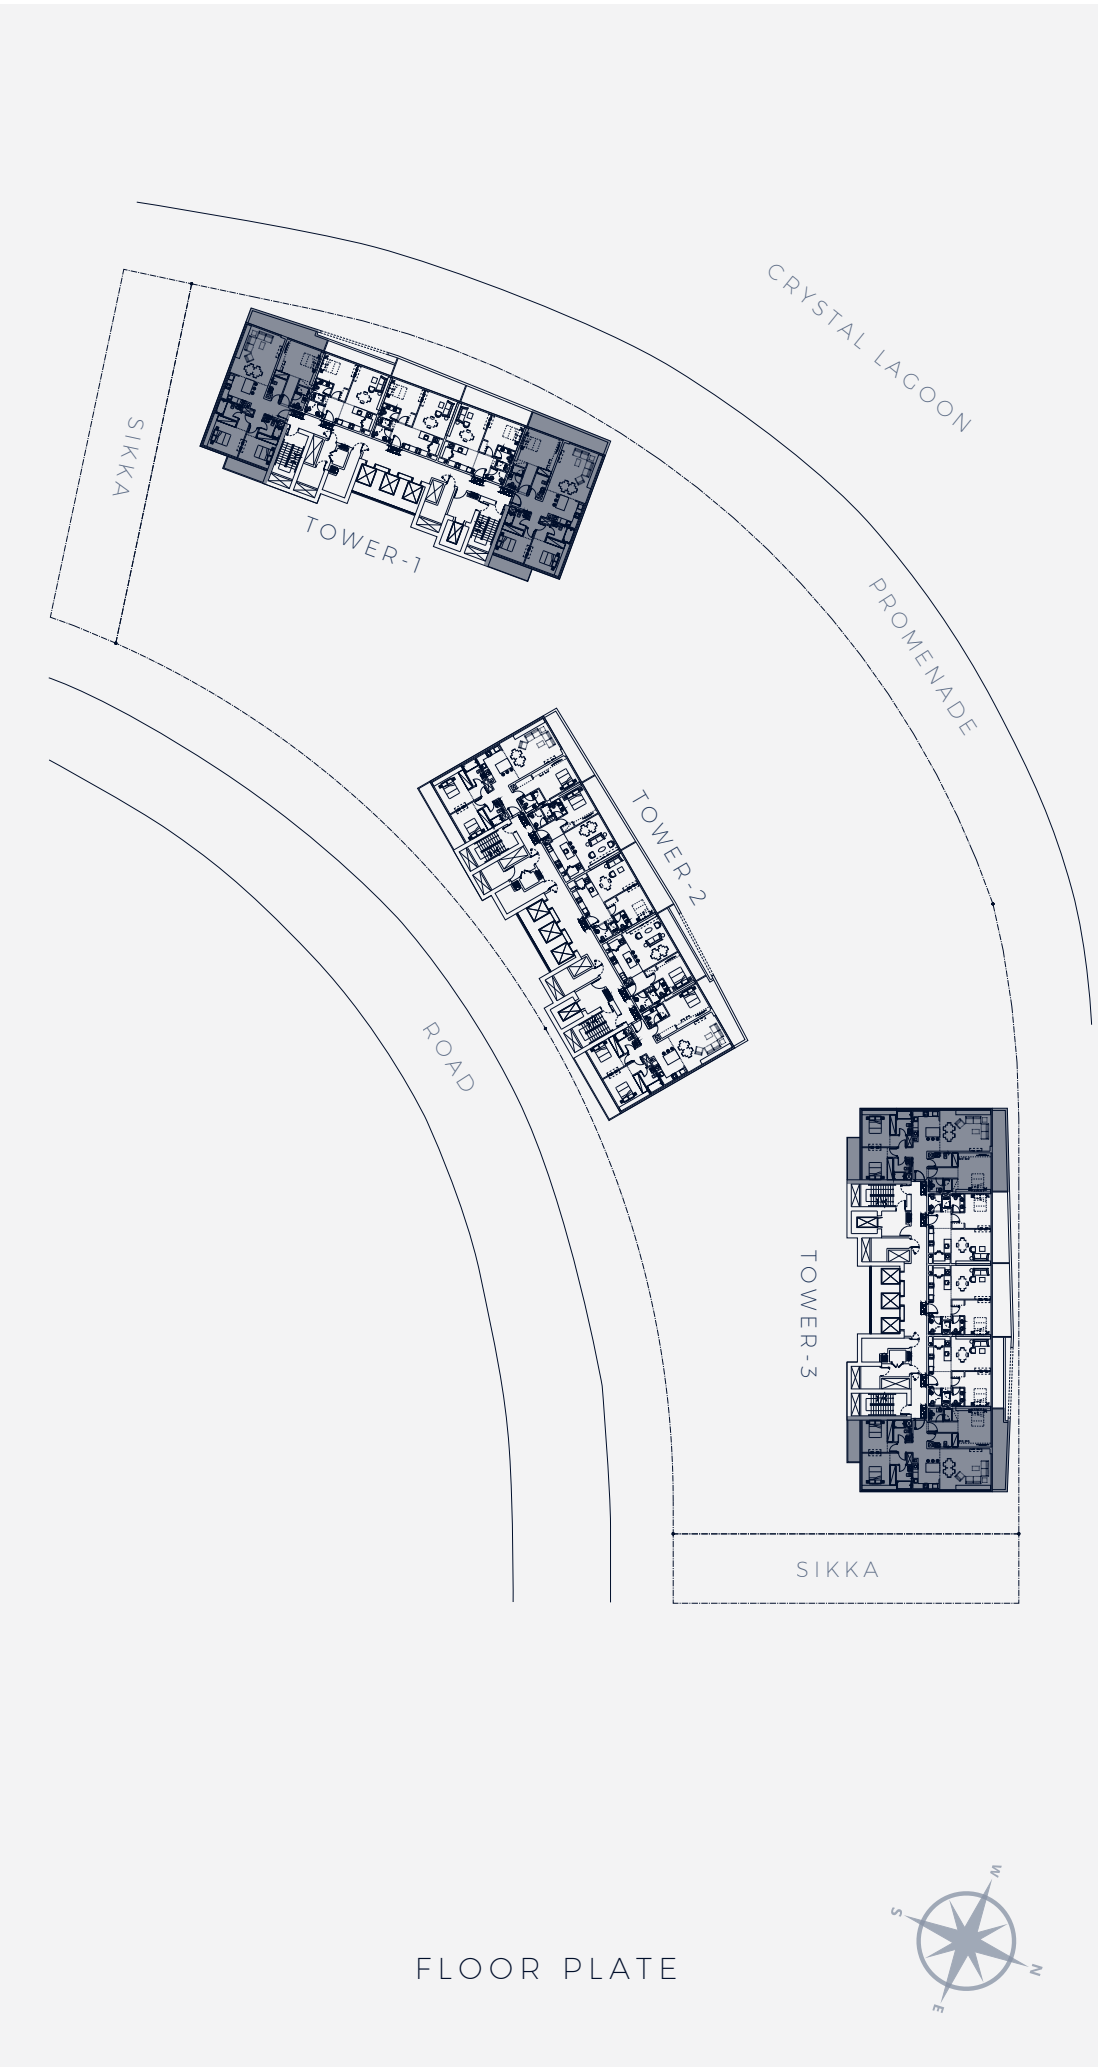 CRYSTAL LAGOON
SIKKA
TOWER-1
PROMENADE
TOWER-2
ROAD
TOWER-3
SIKKA
W
S
N
E
FLOOR PLATE